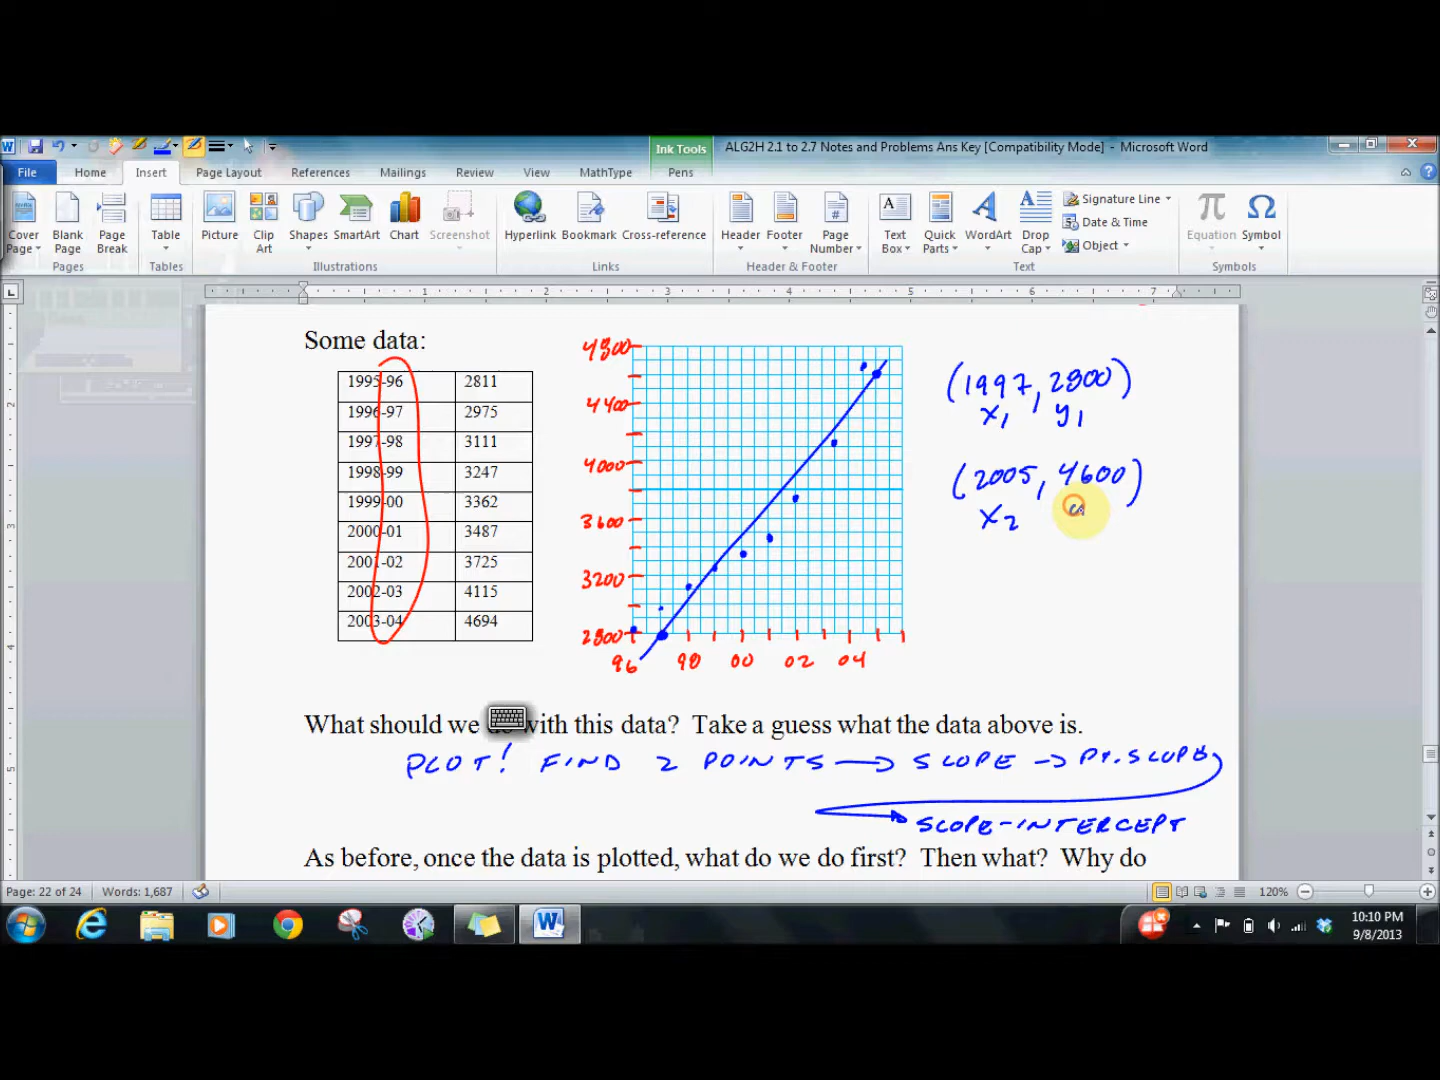 Ink Tools
ALG2H 2.1 to 2.7 Notes and Problems Ans Key [Compatibility Mode] - Microsoft Word
File Home Insert Page Layout References Mailings Review View MathType Pens
Cover Page
Blank Page
Page Break
Table
Picture
Clip Art
Shapes
SmartArt
Chart
Screenshot
Hyperlink
Bookmark
Cross-reference
Header
Footer
Page Number
Text Box
Quick Parts
WordArt
Drop Cap
Signature Line
Date & Time
Object
Equation
Symbol
Pages Tables Illustrations Links Header & Footer Text Symbols
1 2 3 4 5 6 7
Some data:
1995-96 2811
1996-97 2975
1997-98 3111
1998-99 3247
1999-00 3362
2000-01 3487
2001-02 3725
2002-03 4115
2003-04 4694
4800
4400
4000
3600
3200
2800
96 98 00 02 04
(1997, 2800)
x1, y1
(2005, 4600)
x2
What should we do with this data? Take a guess what the data above is.
PLOT! FIND 2 POINTS → SLOPE → PT. SLOPE
SLOPE-INTERCEPT
As before, once the data is plotted, what do we do first? Then what? Why do
Page: 22 of 24 Words: 1,687 120%
10:10 PM
9/8/2013